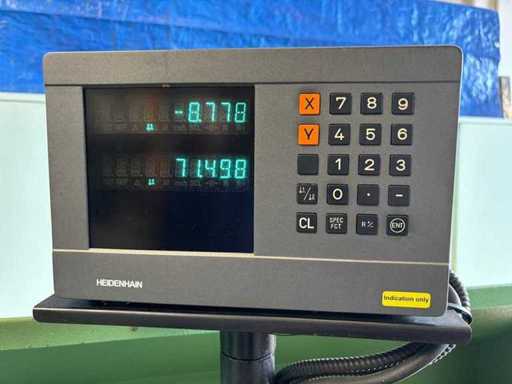 -8.778
71.498
X 7 8 9
Y 4 5 6
1 2 3
0 · -
CL SPEC FCT R ENT
HEIDENHAIN
Indication only